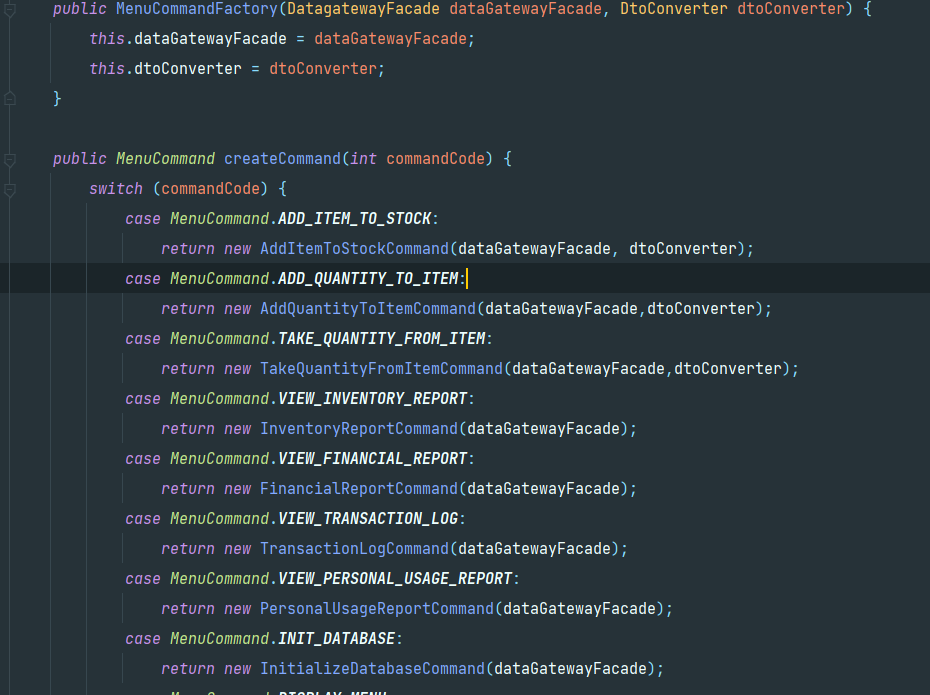 public MenuCommandFactory(DatagatewayFacade dataGatewayFacade, DtoConverter dtoConverter) {
this.dataGatewayFacade = dataGatewayFacade;
this.dtoConverter = dtoConverter;
}
public MenuCommand createCommand(int commandCode) {
switch (commandCode) {
case MenuCommand.ADD_ITEM_TO_STOCK:
return new AddItemToStockCommand(dataGatewayFacade, dtoConverter);
case MenuCommand.ADD_QUANTITY_TO_ITEM:
return new AddQuantityToItemCommand(dataGatewayFacade,dtoConverter);
case MenuCommand.TAKE_QUANTITY_FROM_ITEM:
return new TakeQuantityFromItemCommand(dataGatewayFacade,dtoConverter);
case MenuCommand.VIEW_INVENTORY_REPORT:
return new InventoryReportCommand(dataGatewayFacade);
case MenuCommand.VIEW_FINANCIAL_REPORT:
return new FinancialReportCommand(dataGatewayFacade);
case MenuCommand.VIEW_TRANSACTION_LOG:
return new TransactionLogCommand(dataGatewayFacade);
case MenuCommand.VIEW_PERSONAL_USAGE_REPORT:
return new PersonalUsageReportCommand(dataGatewayFacade);
case MenuCommand.INIT_DATABASE:
return new InitializeDatabaseCommand(dataGatewayFacade);